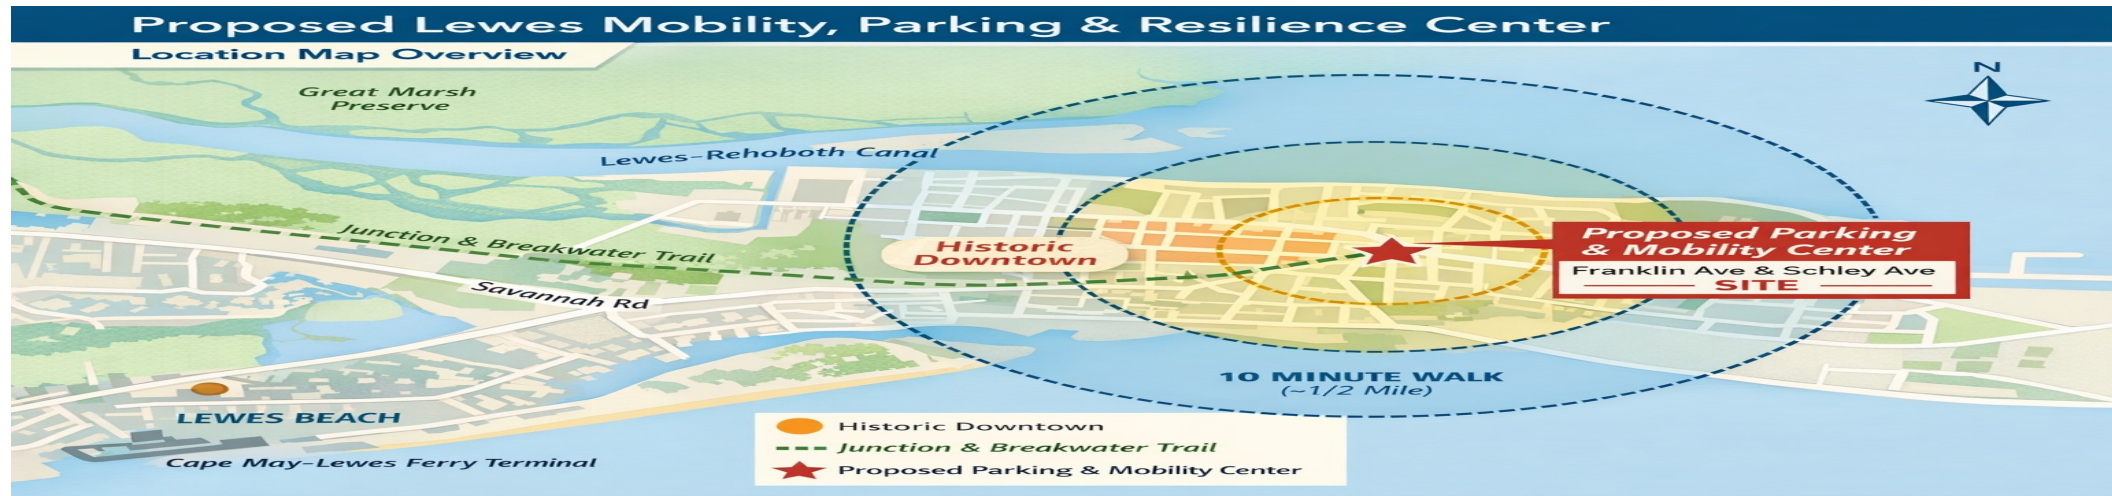 Proposed Lewes Mobility, Parking & Resilience Center
Location Map Overview
N
Great Marsh
Preserve
Lewes–Rehoboth Canal
Junction & Breakwater Trail
Historic
Downtown
Savannah Rd
Proposed Parking
& Mobility Center
Franklin Ave & Schley Ave
SITE
10 MINUTE WALK
(~1/2 Mile)
LEWES BEACH
Cape May–Lewes Ferry Terminal
Historic Downtown
Junction & Breakwater Trail
Proposed Parking & Mobility Center